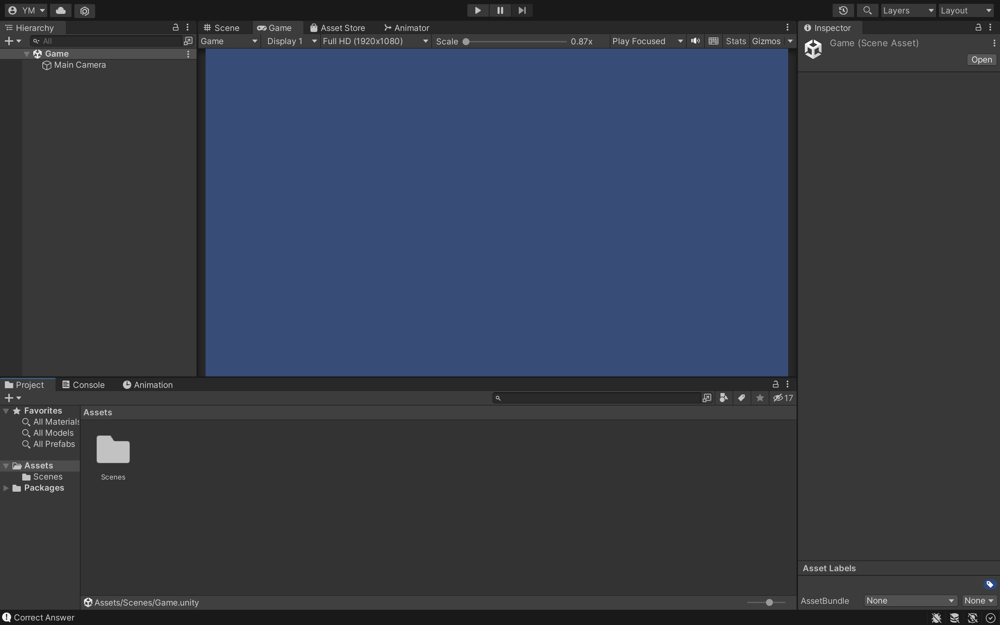 YM
Layers
Layout
Hierarchy
Scene
Game
Asset Store
Animator
Inspector
All
Game
Display 1
Full HD (1920x1080)
Scale
0.87x
Play Focused
Stats
Gizmos
Game (Scene Asset)
Open
Game
Main Camera
Project
Console
Animation
17
Favorites
All Materials
All Models
All Prefabs
Assets
Scenes
Packages
Assets
Scenes
Assets/Scenes/Game.unity
Asset Labels
AssetBundle
None
None
Correct Answer